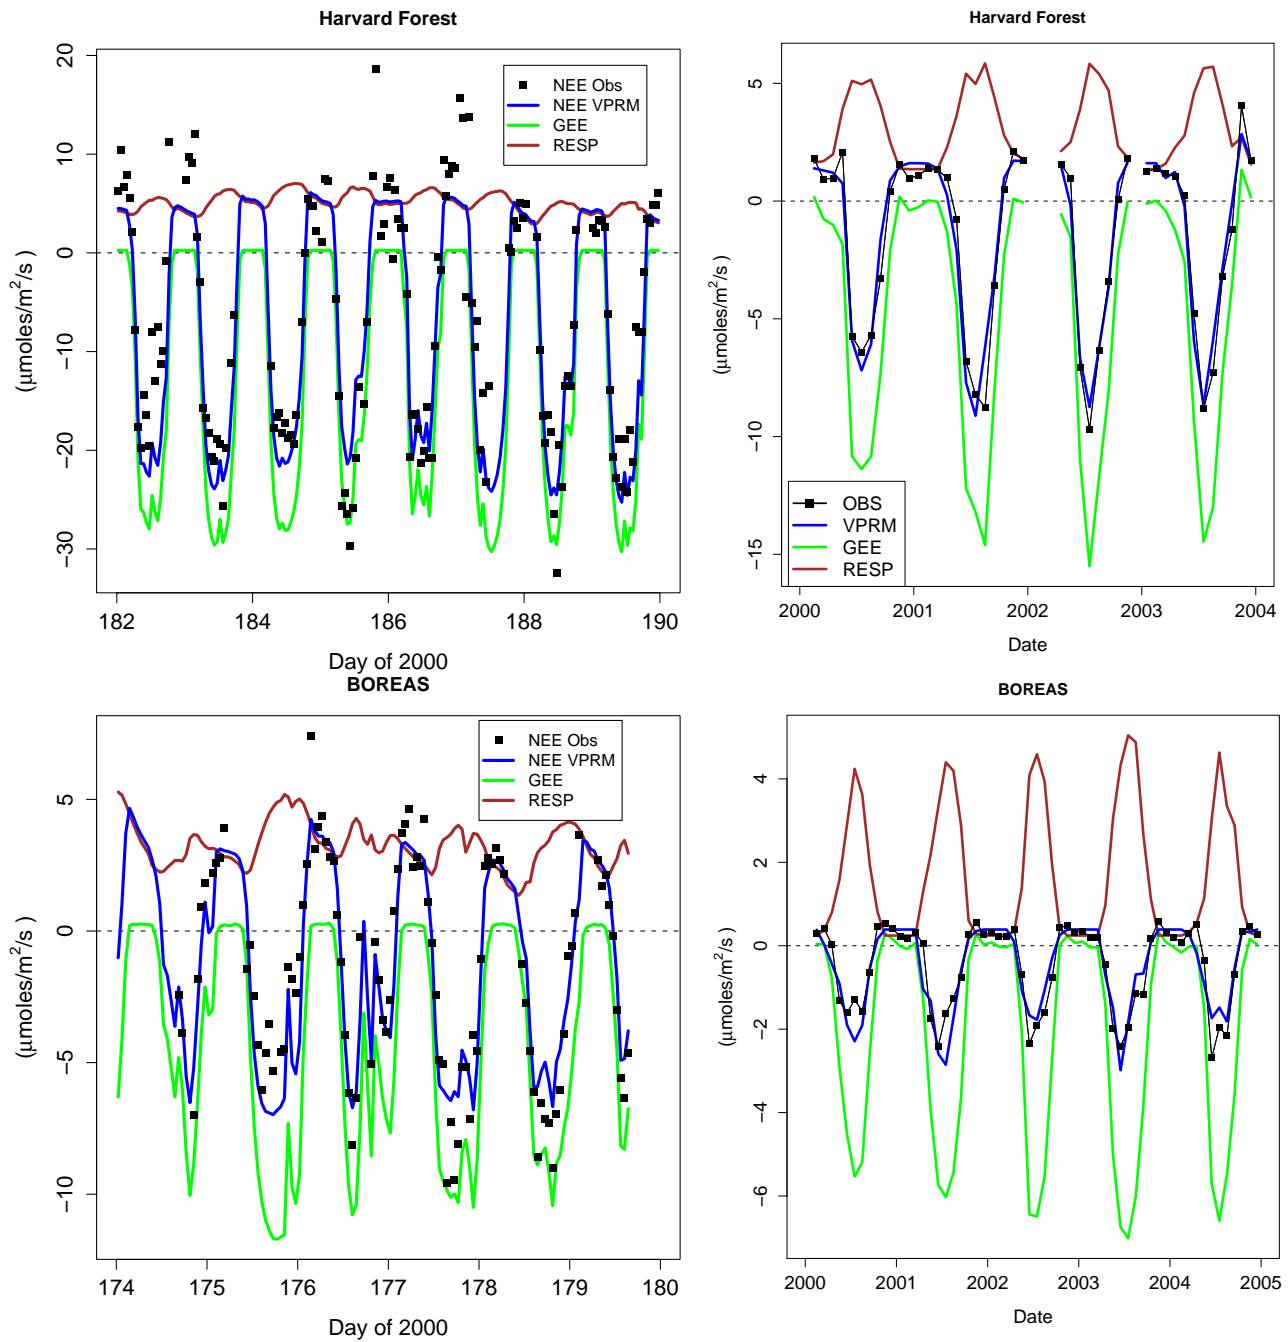 Harvard Forest
20
10
0
−10
−20
−30
(μmoles/m²/s)
NEE Obs
NEE VPRM
GEE
RESP
182
184
186
188
190
Day of 2000
Harvard Forest
5
0
−5
−10
−15
(μmoles/m²/s)
OBS
VPRM
GEE
RESP
2000
2001
2002
2003
2004
Date
BOREAS
5
0
−5
−10
(μmoles/m²/s)
NEE Obs
NEE VPRM
GEE
RESP
174
175
176
177
178
179
180
Day of 2000
BOREAS
4
2
0
−2
−4
−6
(μmoles/m²/s)
2000
2001
2002
2003
2004
2005
Date